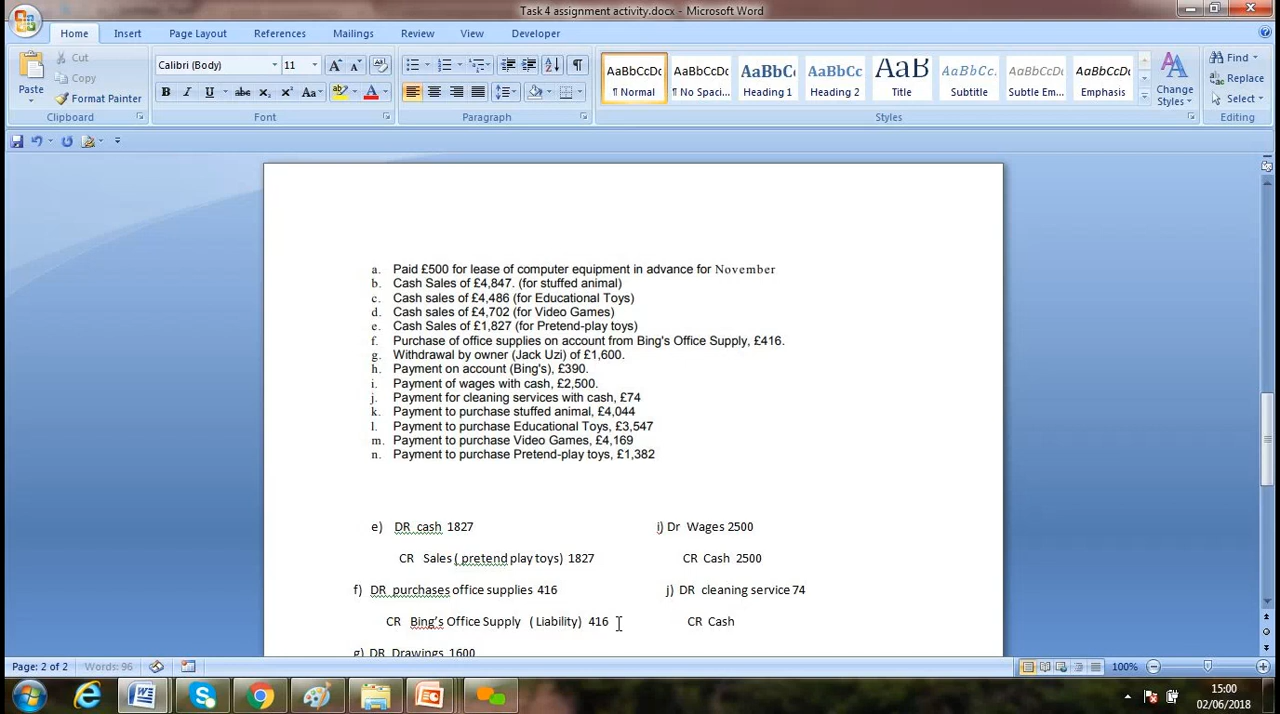 Task 4 assignment activity.docx - Microsoft Word
Home Insert Page Layout References Mailings Review View Developer
Paste
Cut
Copy
Format Painter
Clipboard
Calibri (Body) 11
B I U abc X₂ X² Aa
Font
Paragraph
AaBbCcDc AaBbCcDc AaBbC AaBbCc AaB AaBbCc. AaBbCcDc AaBbCcDc
¶ Normal ¶ No Spaci... Heading 1 Heading 2 Title Subtitle Subtle Em... Emphasis
Change Styles
Styles
Find
Replace
Select
Editing
a. Paid £500 for lease of computer equipment in advance for November
b. Cash Sales of £4,847. (for stuffed animal)
c. Cash sales of £4,486 (for Educational Toys)
d. Cash sales of £4,702 (for Video Games)
e. Cash Sales of £1,827 (for Pretend-play toys)
f. Purchase of office supplies on account from Bing's Office Supply, £416.
g. Withdrawal by owner (Jack Uzi) of £1,600.
h. Payment on account (Bing's), £390.
i. Payment of wages with cash, £2,500.
j. Payment for cleaning services with cash, £74
k. Payment to purchase stuffed animal, £4,044
l. Payment to purchase Educational Toys, £3,547
m. Payment to purchase Video Games, £4,169
n. Payment to purchase Pretend-play toys, £1,382
e) DR cash 1827 i) Dr Wages 2500
CR Sales ( pretend play toys) 1827 CR Cash 2500
f) DR purchases office supplies 416 j) DR cleaning service 74
CR Bing's Office Supply ( Liability) 416 CR Cash
g) DR Drawings 1600
Page: 2 of 2 Words: 96 100%
15:00
02/06/2018